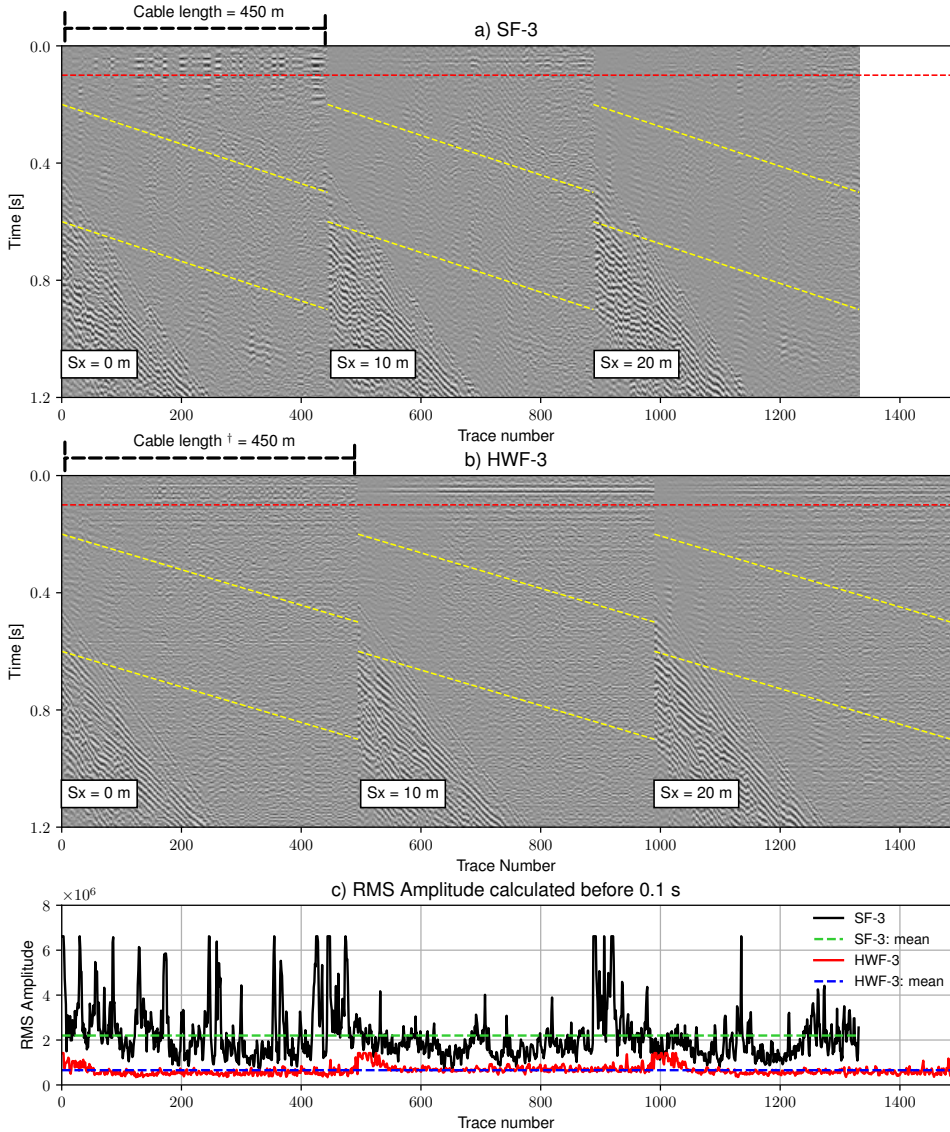 Cable length = 450 m
a) SF-3
0.0
0.4
0.8
1.2
Time [s]
Sx = 0 m
Sx = 10 m
Sx = 20 m
0 200 400 600 800 1000 1200 1400
Trace number
Cable length † = 450 m
b) HWF-3
0.0
0.4
0.8
1.2
Time [s]
Sx = 0 m
Sx = 10 m
Sx = 20 m
0 200 400 600 800 1000 1200 1400
Trace Number
c) RMS Amplitude calculated before 0.1 s
×10⁶
8
6
4
2
0
RMS Amplitude
SF-3
SF-3: mean
HWF-3
HWF-3: mean
0 200 400 600 800 1000 1200 1400
Trace number